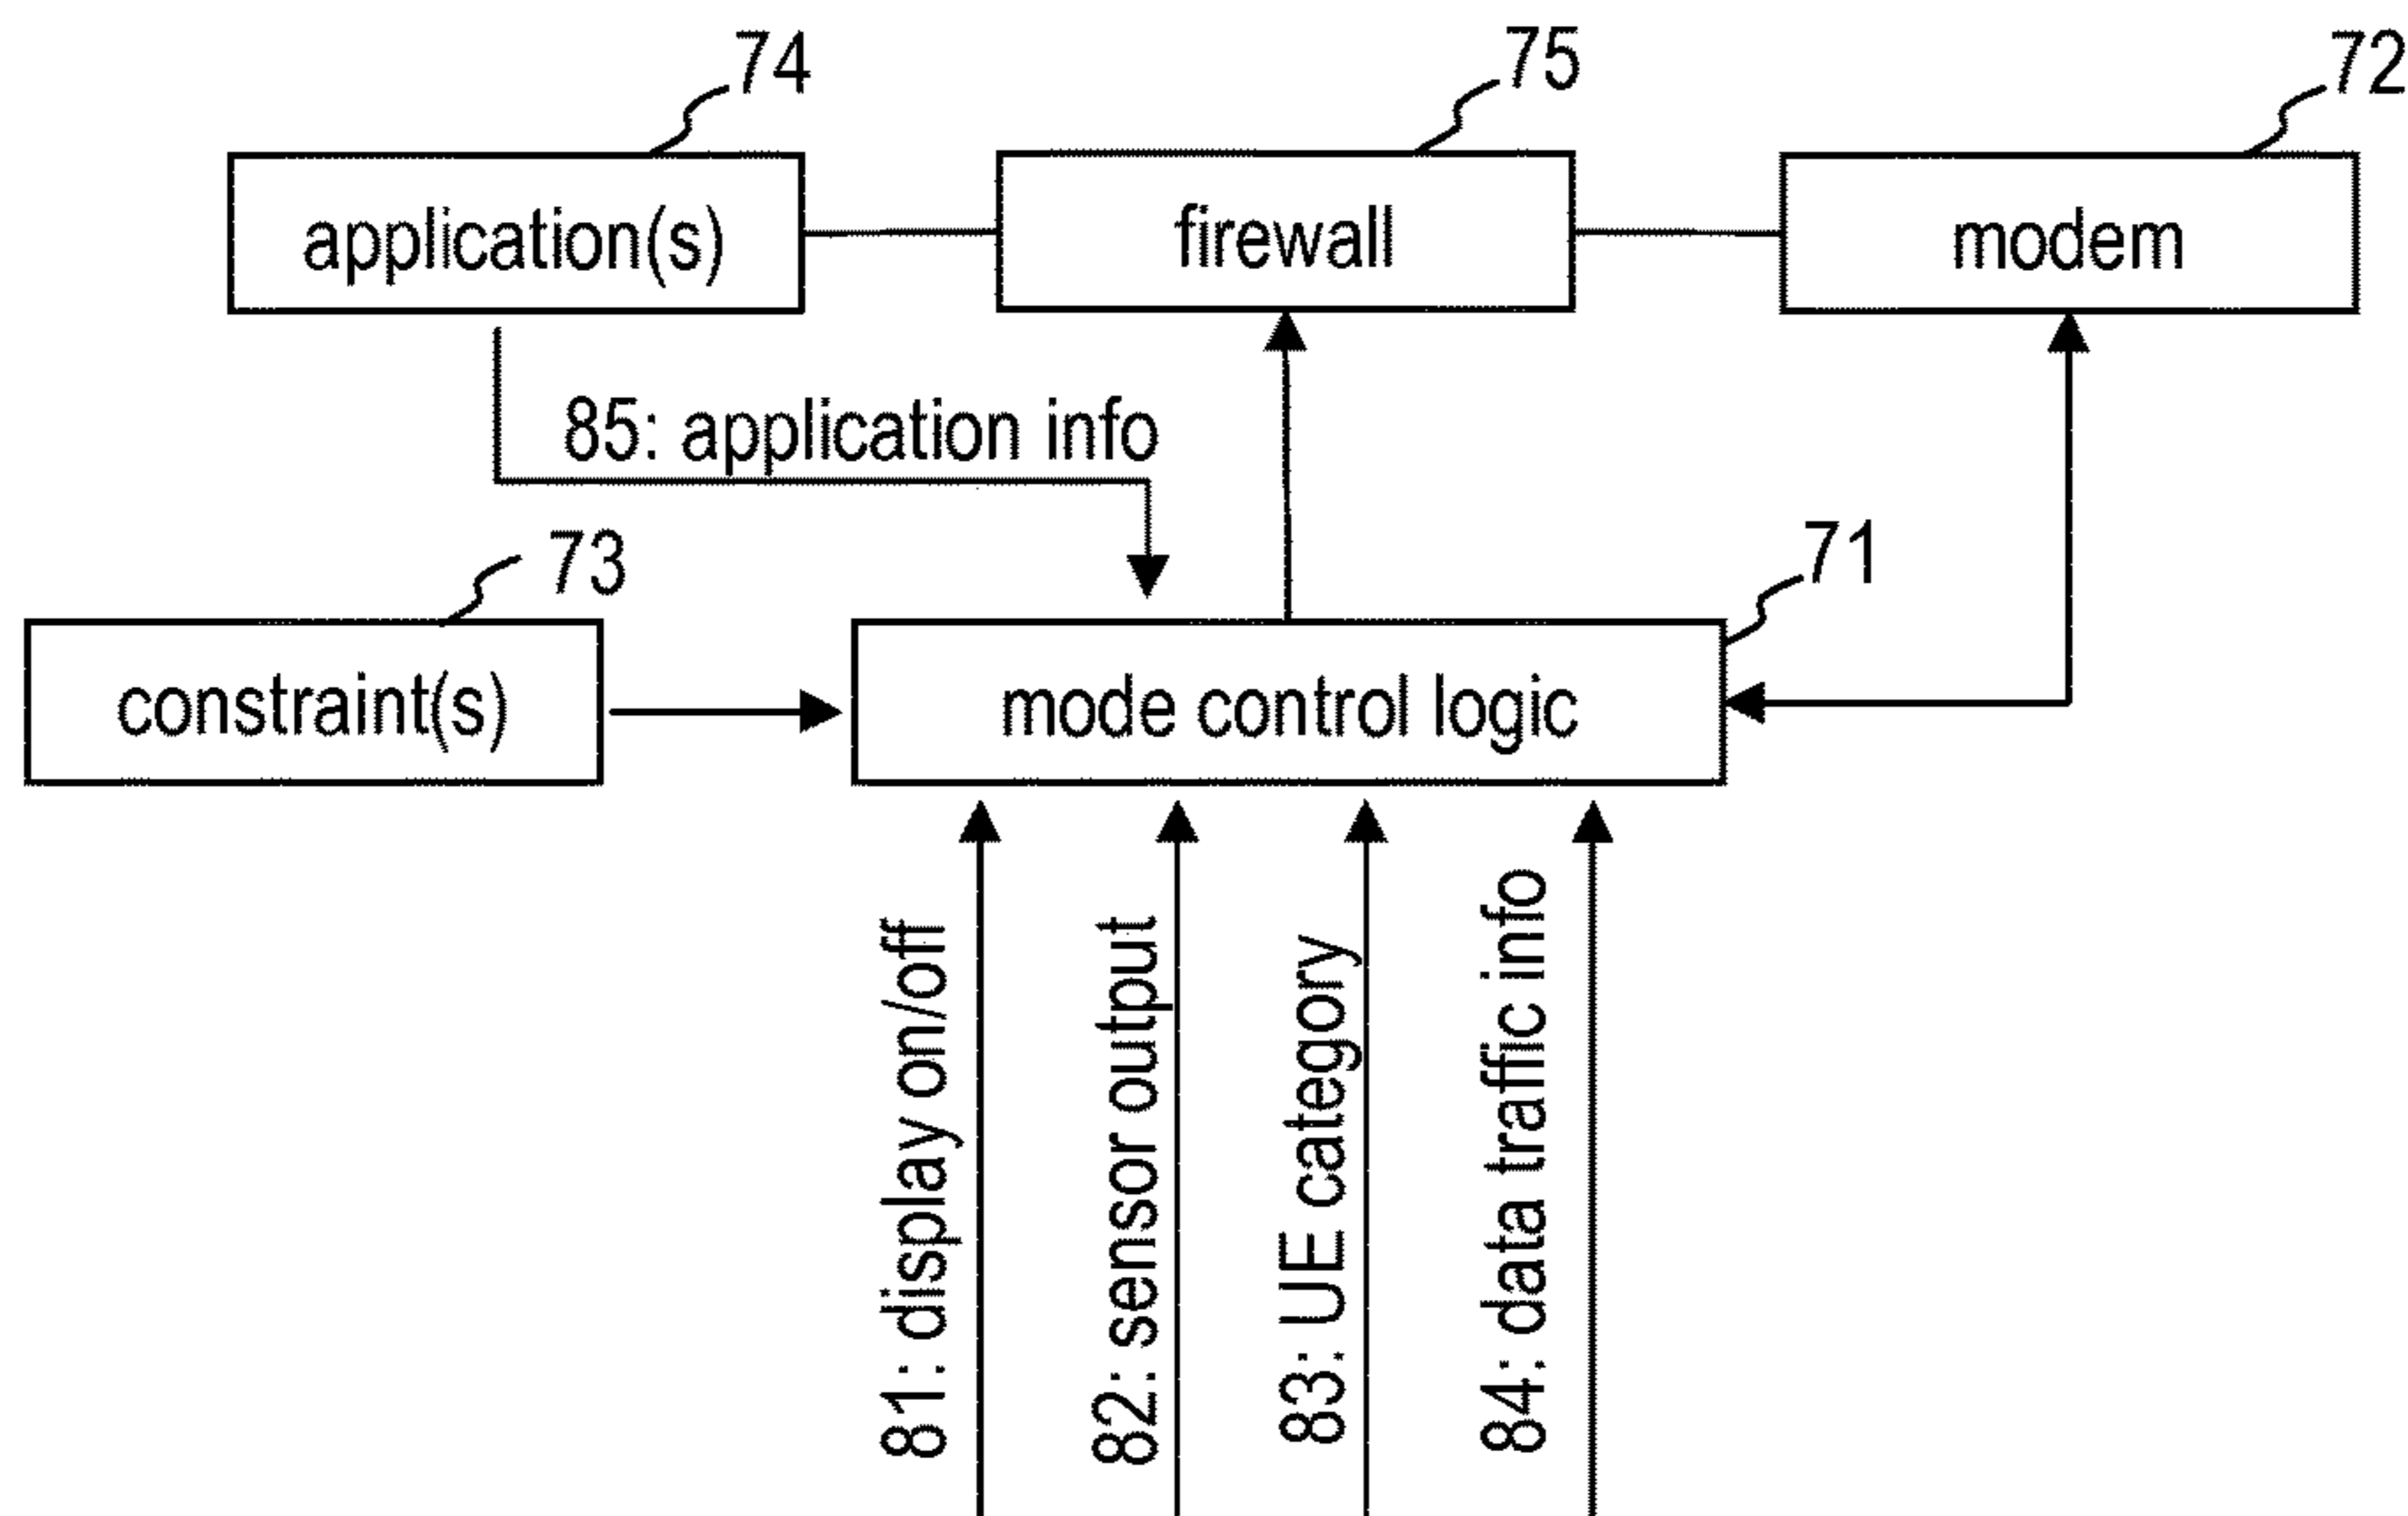 74
75
72
application(s)
firewall
modem
85: application info
73
71
constraint(s)
mode control logic
81: display on/off
82: sensor output
83: UE category
84: data traffic info